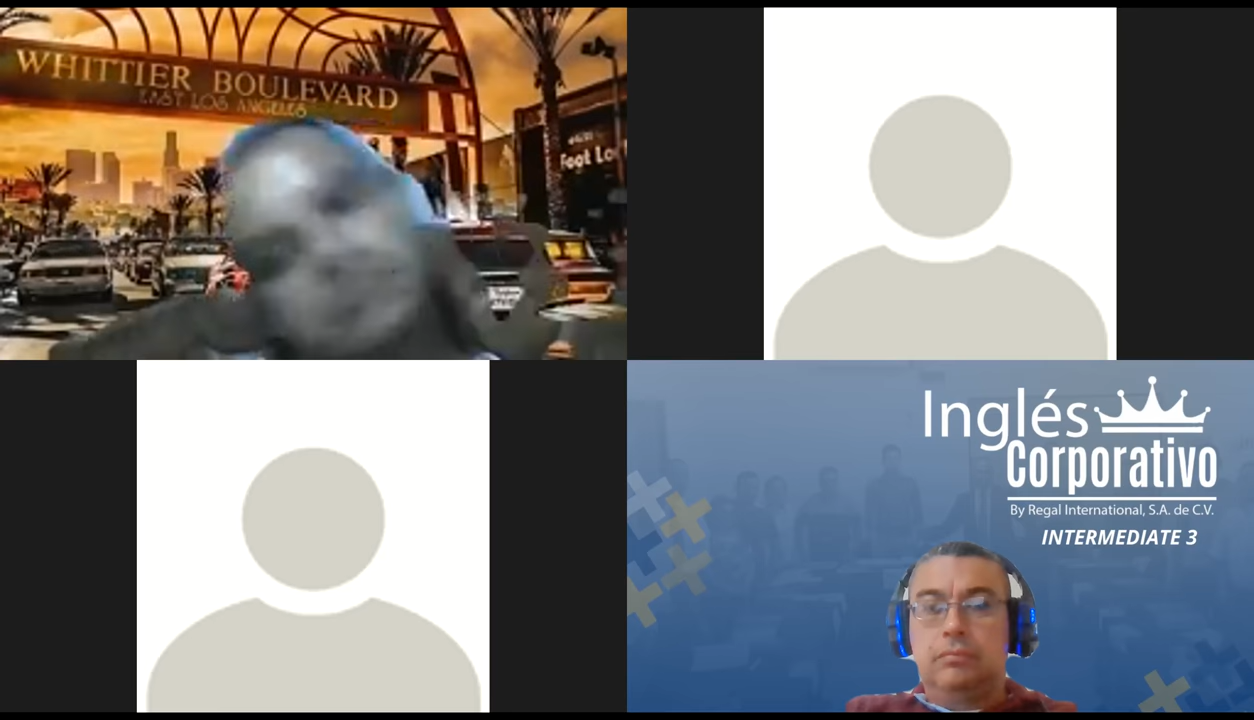 WHITTIER BOULEVARD
EAST LOS ANGELES
Foot Lo
Inglés
Corporativo
By Regal International, S.A. de C.V.
INTERMEDIATE 3